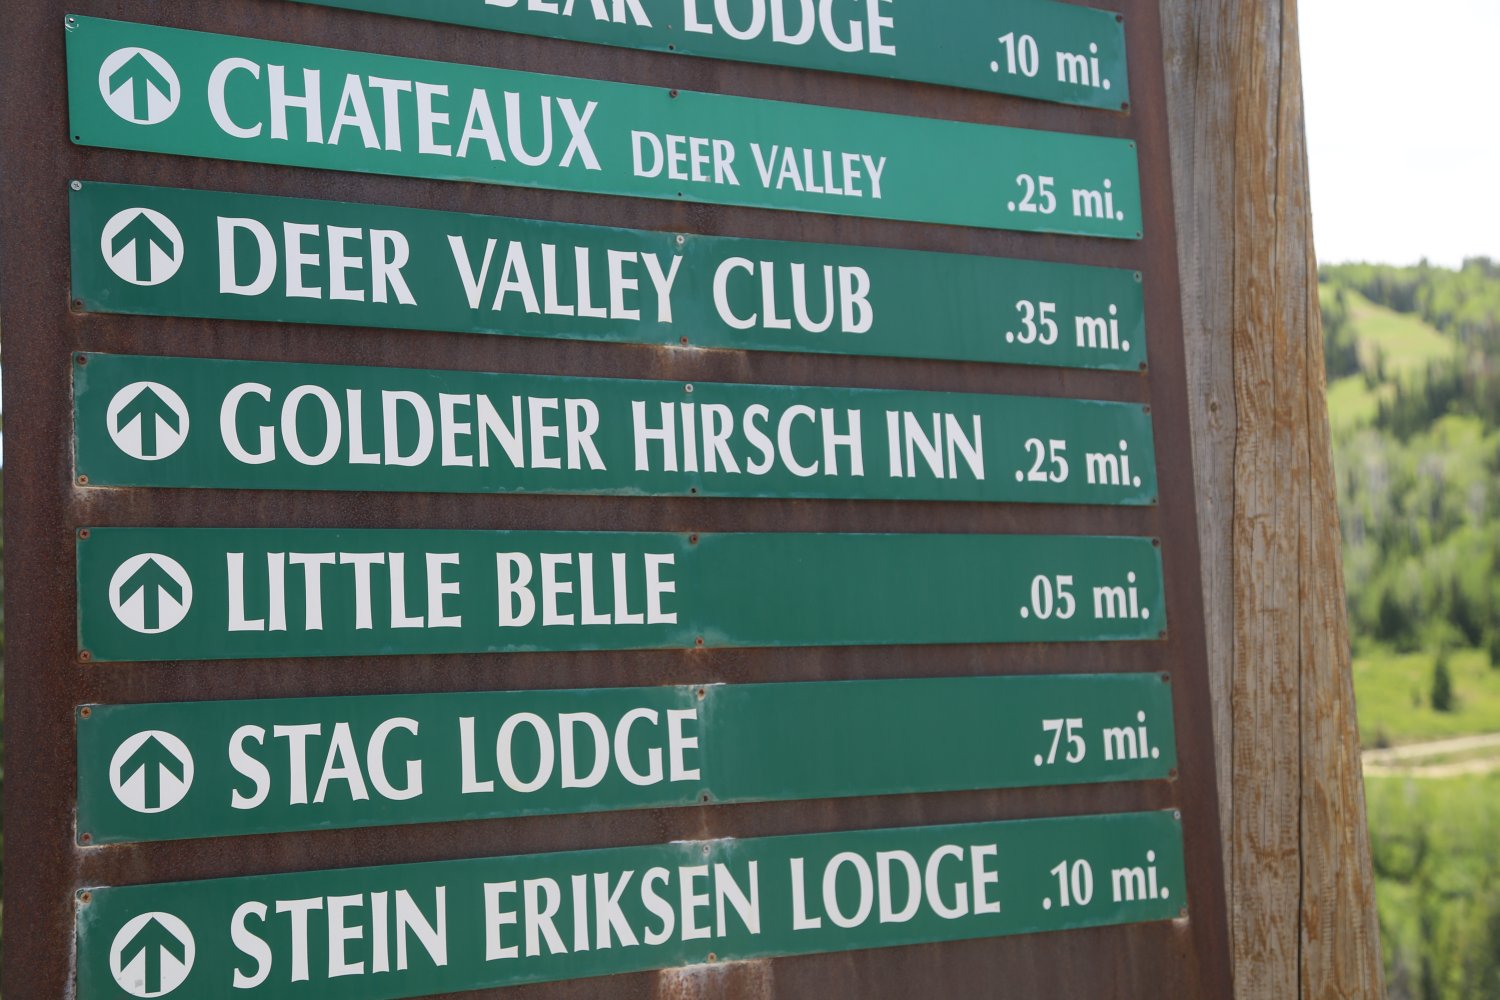 BEAR LODGE .10 mi.
CHATEAUX DEER VALLEY .25 mi.
DEER VALLEY CLUB .35 mi.
GOLDENER HIRSCH INN .25 mi.
LITTLE BELLE .05 mi.
STAG LODGE .75 mi.
STEIN ERIKSEN LODGE .10 mi.